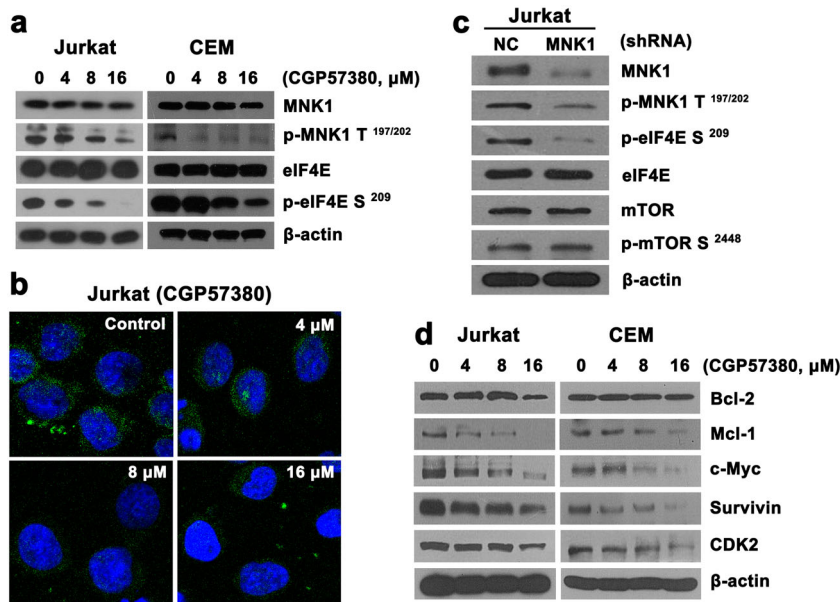 a
Jurkat CEM
0 4 8 16 0 4 8 16 (CGP57380, μM)
MNK1
p-MNK1 T 197/202
eIF4E
p-eIF4E S 209
β-actin
b
Jurkat (CGP57380)
Control 4 μM
8 μM 16 μM
c
Jurkat
NC MNK1 (shRNA)
MNK1
p-MNK1 T 197/202
p-eIF4E S 209
eIF4E
mTOR
p-mTOR S 2448
β-actin
d
Jurkat CEM
0 4 8 16 0 4 8 16 (CGP57380, μM)
Bcl-2
Mcl-1
c-Myc
Survivin
CDK2
β-actin